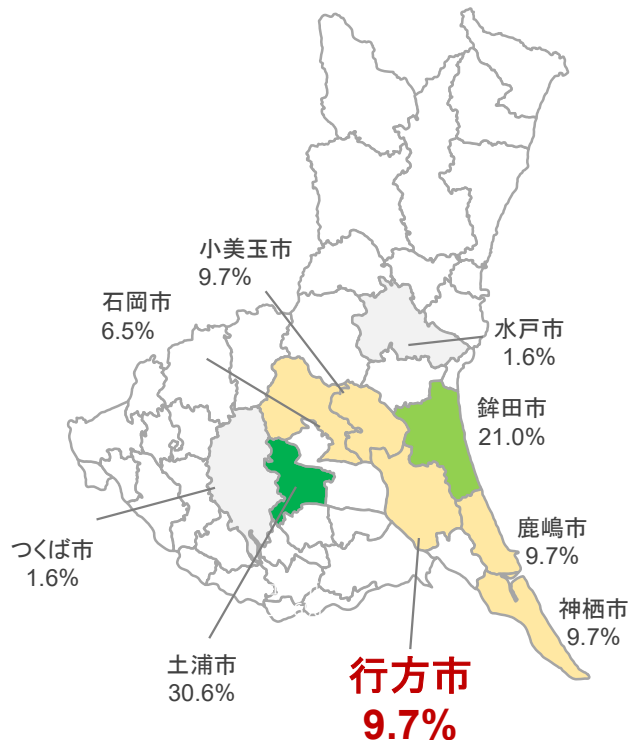 小美玉市
9.7%
石岡市
6.5%
水戸市
1.6%
鉾田市
21.0%
鹿嶋市
9.7%
つくば市
1.6%
神栖市
9.7%
土浦市
30.6%
行方市
9.7%